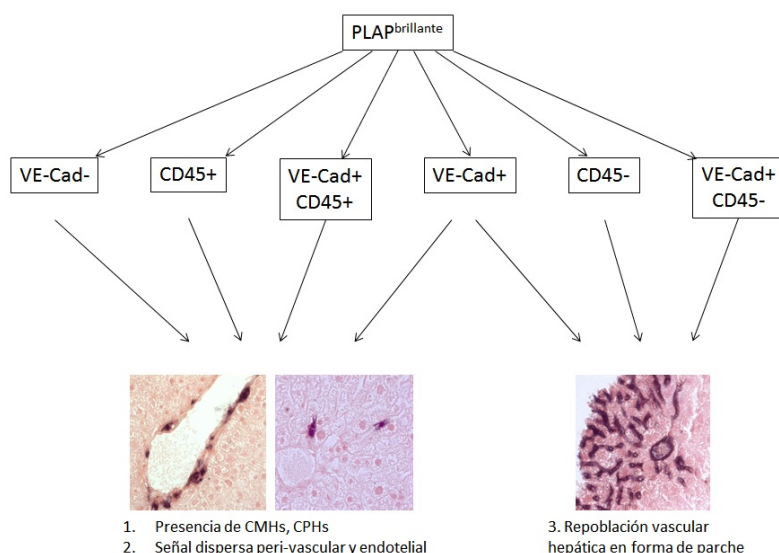 PLAPbrillante
VE-Cad-
CD45+
VE-Cad+
CD45+
VE-Cad+
CD45-
VE-Cad+
CD45-
1. Presencia de CMHs, CPHs
2. Señal dispersa peri-vascular y endotelial
3. Repoblación vascular
hepática en forma de parche